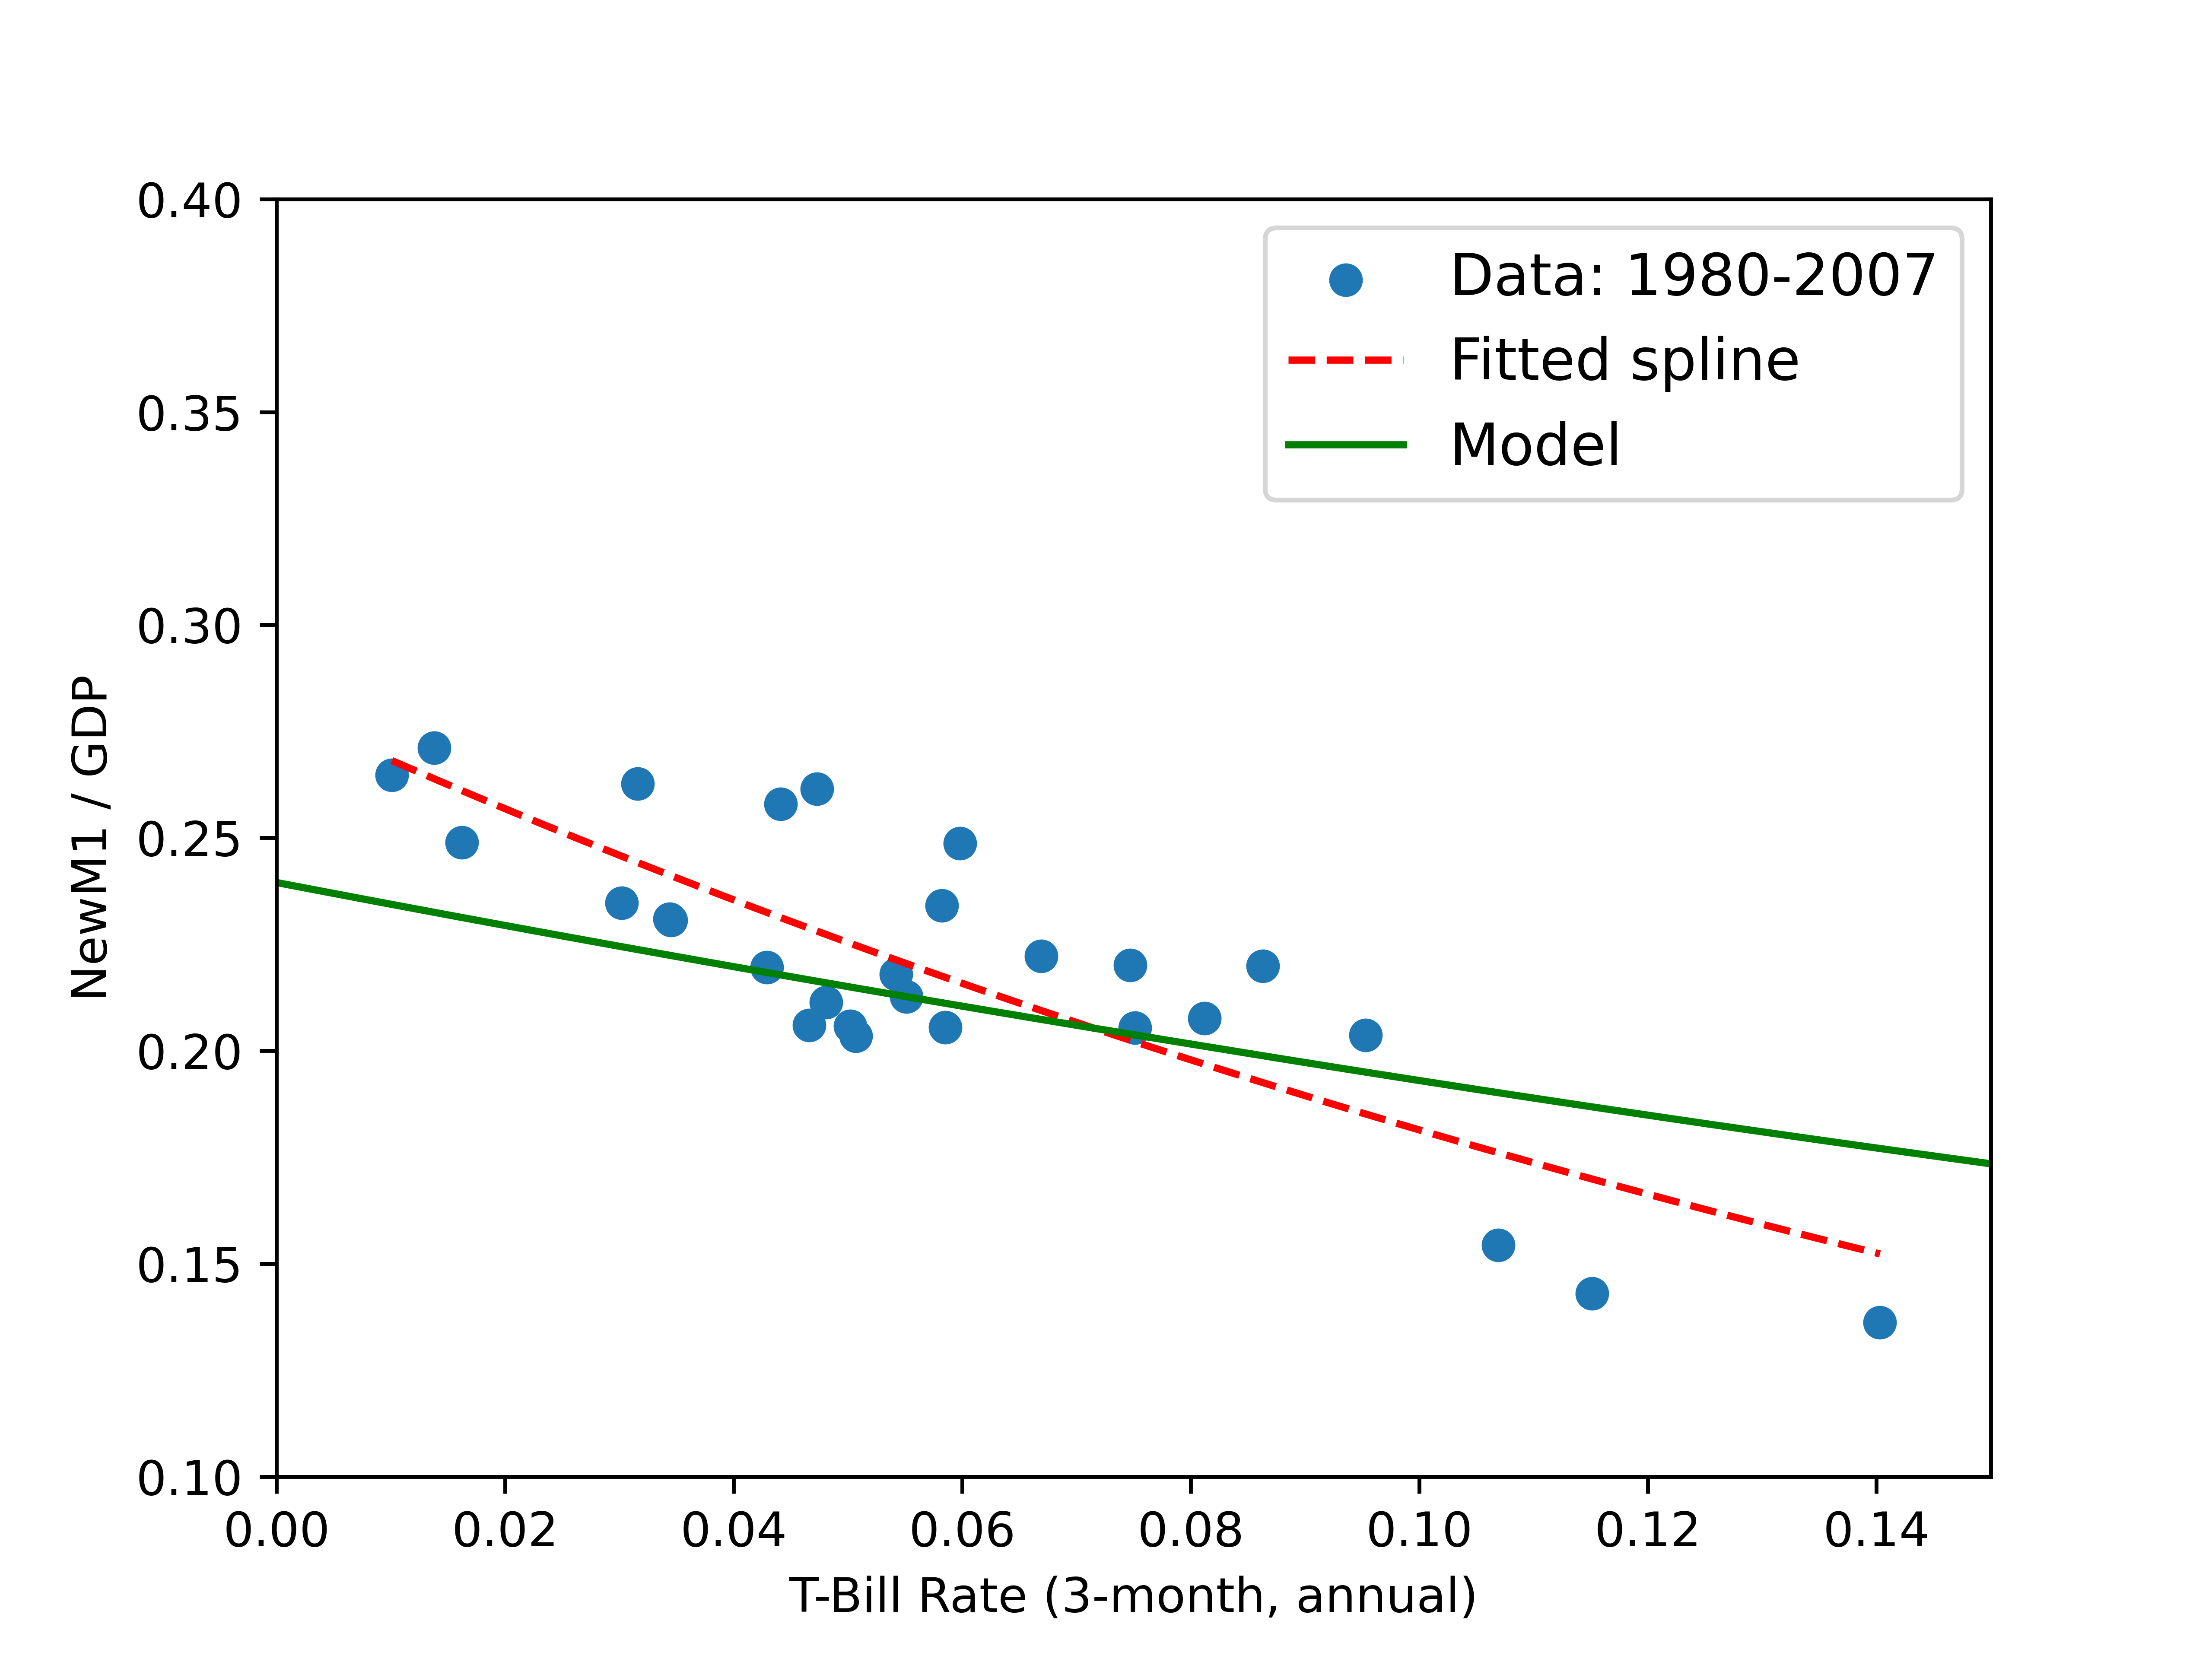 0.40
0.35
0.30
0.25
0.20
0.15
0.10
NewM1 / GDP
Data: 1980-2007
Fitted spline
Model
0.00 0.02 0.04 0.06 0.08 0.10 0.12 0.14
T-Bill Rate (3-month, annual)